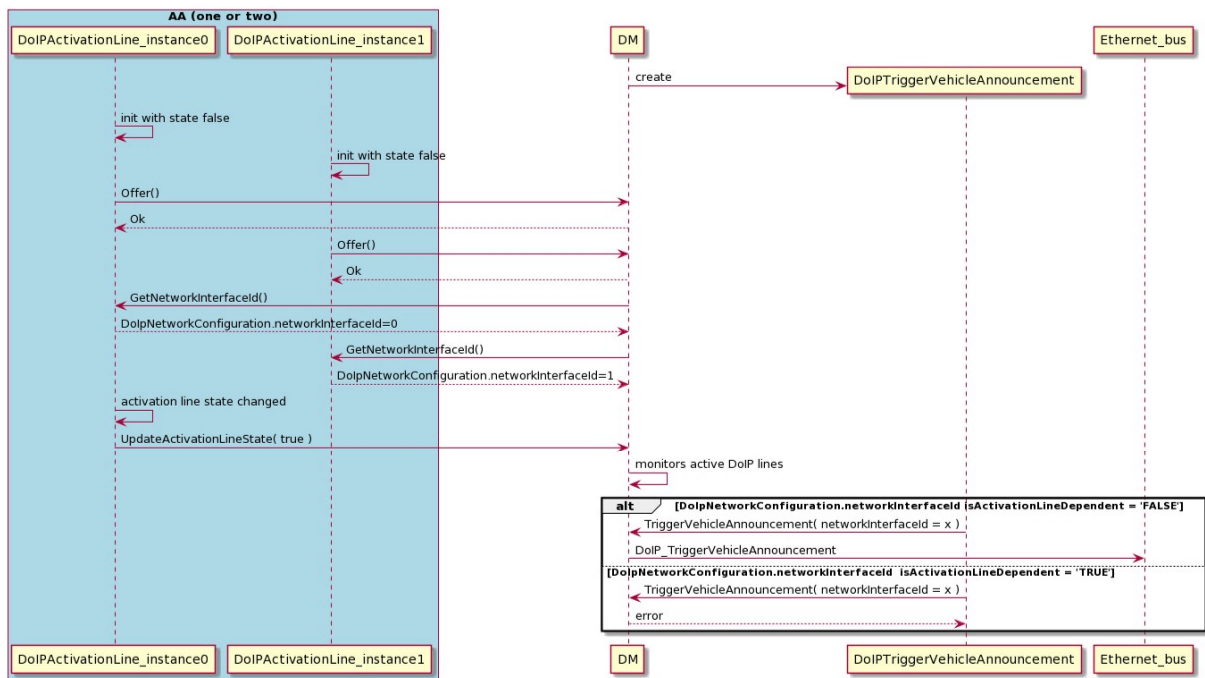 AA (one or two)
DoIPActivationLine_instance0
DoIPActivationLine_instance1
DM
Ethernet_bus
create
DoIPTriggerVehicleAnnouncement
init with state false
init with state false
Offer()
Ok
Offer()
Ok
GetNetworkInterfaceId()
DoIpNetworkConfiguration.networkInterfaceId=0
GetNetworkInterfaceId()
DoIpNetworkConfiguration.networkInterfaceId=1
activation line state changed
UpdateActivationLineState( true )
monitors active DoIP lines
alt [DoIpNetworkConfiguration.networkInterfaceId isActivationLineDependent = 'FALSE']
TriggerVehicleAnnouncement( networkInterfaceId = x )
DoIP_TriggerVehicleAnnouncement
[DoIpNetworkConfiguration.networkInterfaceId  isActivationLineDependent = 'TRUE']
TriggerVehicleAnnouncement( networkInterfaceId = x )
error
DoIPActivationLine_instance0
DoIPActivationLine_instance1
DM
DoIPTriggerVehicleAnnouncement
Ethernet_bus